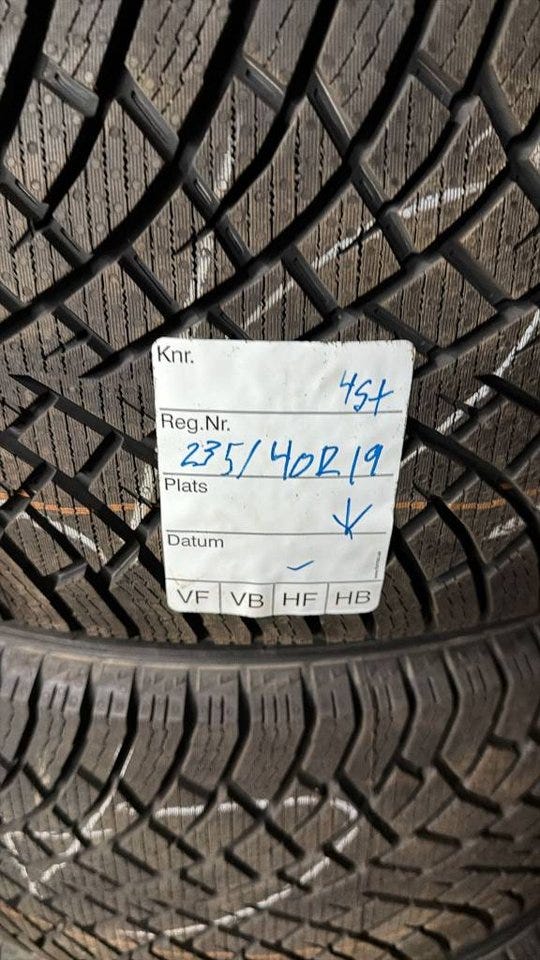 Knr.
4st
Reg.Nr.
235/40R19
Plats
Datum
VF VB HF HB